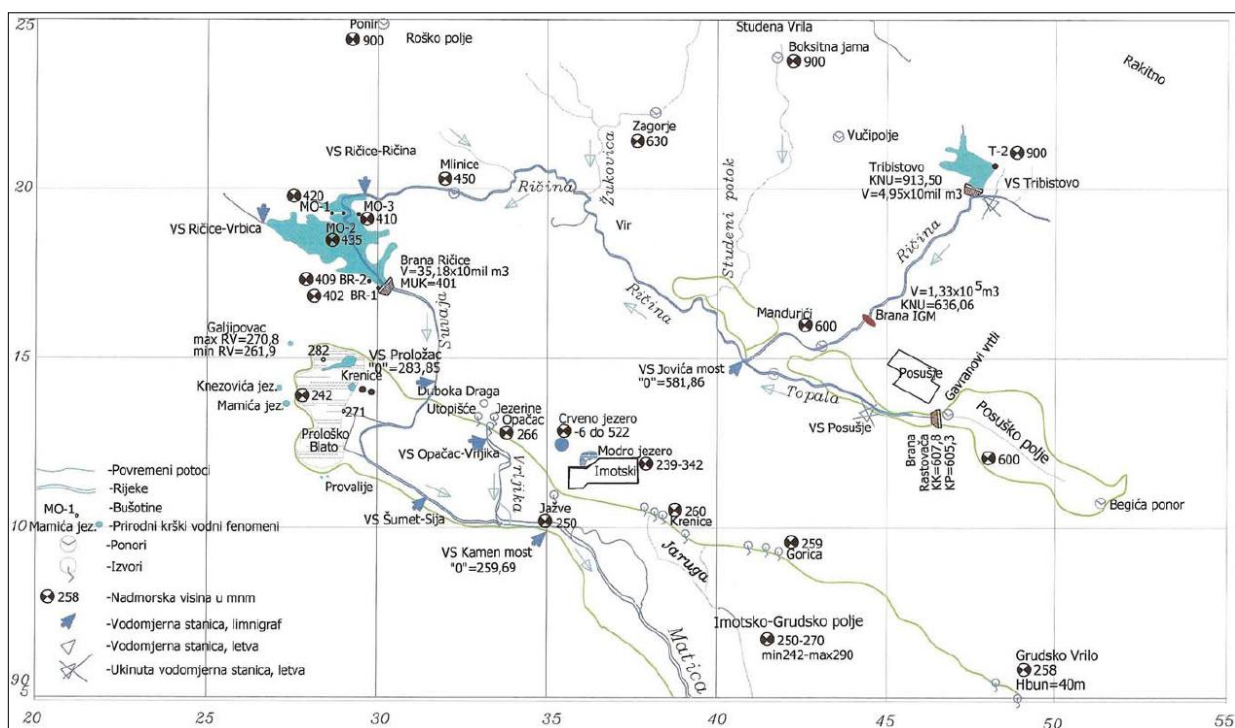 25
20
15
10
90
5
20
25
30
35
40
45
50
55
Ponir
900
Roško polje
Studena Vrila
Boksitna jama
900
Rakitno
Zagorje
630
Vučipolje
T-2
900
Tribistovo
KNU=913,50
V=4,95x10mil m3
VS Tribistovo
VS Ričice-Ričina
Mlinice
450
Ričina
Žukovica
Studeni potok
Vir
420
MO-1
MO-3
410
MO-2
435
VS Ričice-Vrbica
Brana Ričice
V=35,18x10mil m3
MUK=401
409 BR-2
402 BR-1
Suvaja
Ričina
Ričina
V=1,33x10 5 m3
KNU=636,06
Brana IGM
Mandurići
600
Galjipovac
max RV=270,8
min RV=261,9
282
VS Proložac
"0"=283,85
Krenice
Knezovića jez.
242
Mamića jez.
271
Prološko
Blato
Provalije
Duboka Draga
Utopišće
Jezerine
Opačac
266
VS Opačac-Vrljika
Vrljika
Crveno jezero
-6 do 522
Modro jezero
Imotski
239-342
VS Jovića most
"0"=581,86
Topala
Posušje
Gavranovi vrtli
VS Posušje
Brana
Rastovača
KK=607,8
KP=605,3
Posuško polje
600
Begića ponor
VS Šumet-Sija
Jažve
250
VS Kamen most
"0"=259,69
260
Krenice
Jaruga
259
Gorica
Imotsko-Grudsko polje
250-270
min242-max290
Matica
Grudsko Vrilo
258
Hbun=40m
-Povremeni potoci
-Rijeke
MO-1 -Bušotine
Mamića jez. -Prirodni krški vodni fenomeni
-Ponori
-Izvori
258 -Nadmorska visina u mnm
-Vodomjerna stanica, limnigraf
-Vodomjerna stanica, letva
-Ukinuta vodomjerna stanica, letva